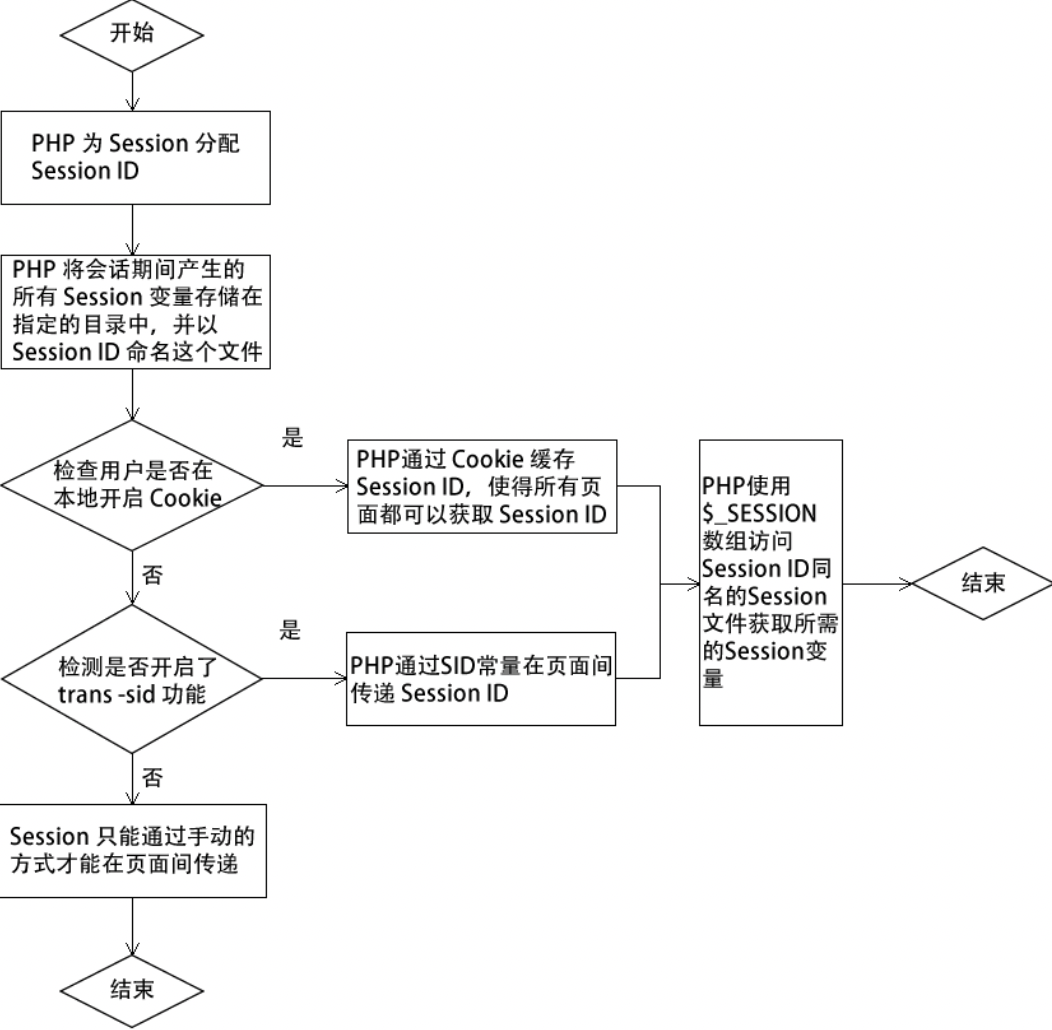 开始
PHP 为 Session 分配
Session ID
PHP 将会话期间产生的
所有 Session 变量存储在
指定的目录中，并以
Session ID 命名这个文件
检查用户是否在
本地开启 Cookie
是
PHP通过 Cookie 缓存
Session ID，使得所有页
面都可以获取 Session ID
否
检测是否开启了
trans -sid 功能
是
PHP通过SID常量在页面间
传递 Session ID
PHP使用
$_SESSION
数组访问
Session ID同
名的Session
文件获取所需
的Session变
量
结束
否
Session 只能通过手动的
方式才能在页面间传递
结束